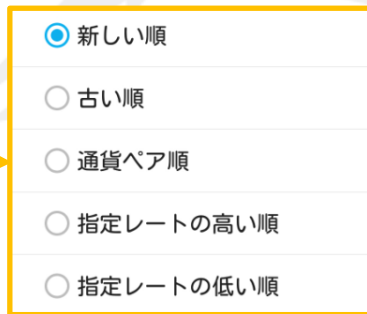 新しい順
古い順
通貨ペア順
指定レートの高い順
指定レートの低い順